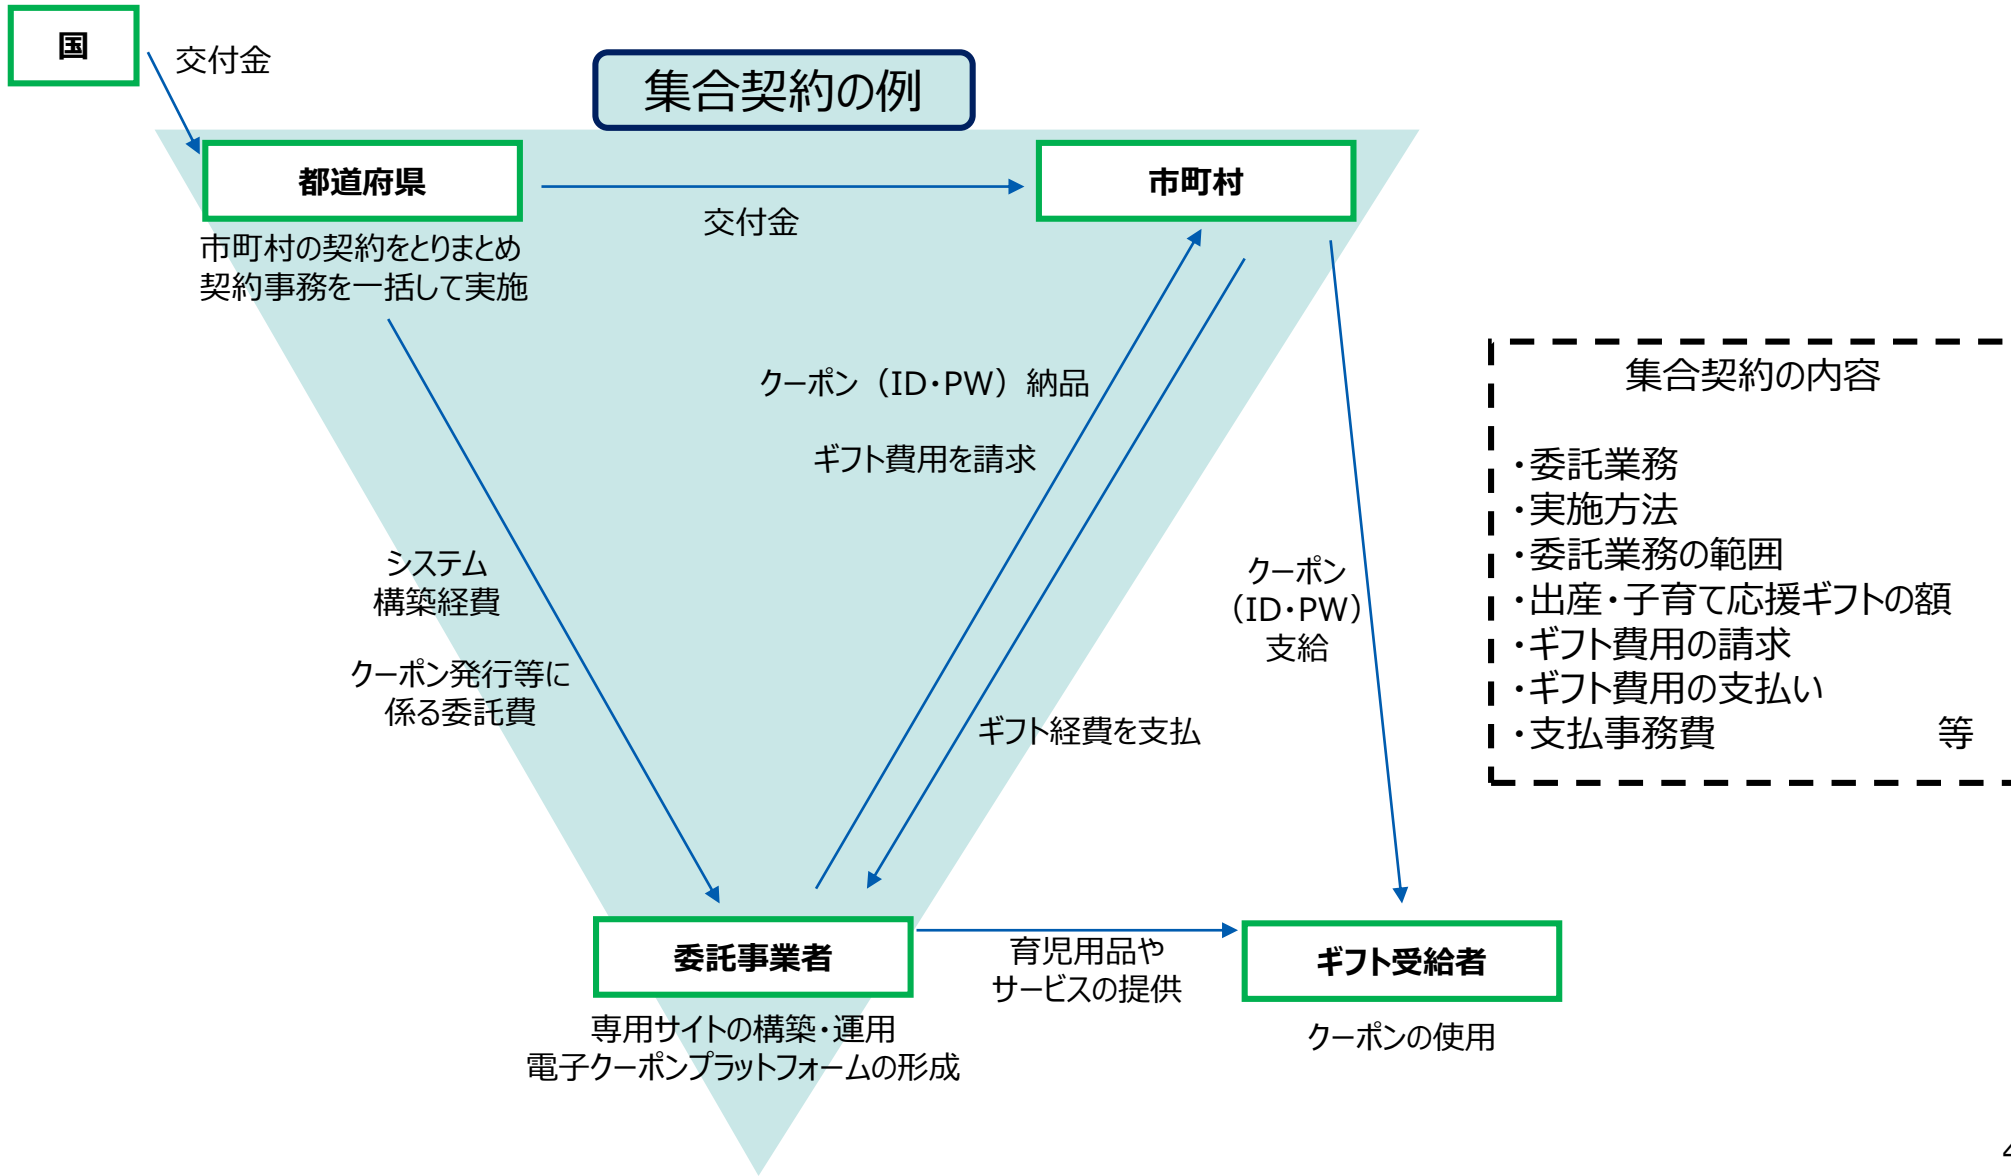 国
交付金
集合契約の例
都道府県
市町村
交付金
市町村の契約をとりまとめ
契約事務を一括して実施
クーポン（ID・PW）納品
ギフト費用を請求
システム
構築経費
クーポン発行等に
係る委託費
ギフト経費を支払
クーポン
（ID・PW）
支給
集合契約の内容
・委託業務
・実施方法
・委託業務の範囲
・出産・子育て応援ギフトの額
・ギフト費用の請求
・ギフト費用の支払い
・支払事務費　　　　　　等
委託事業者
育児用品や
サービスの提供
ギフト受給者
専用サイトの構築・運用
電子クーポンプラットフォームの形成
クーポンの使用